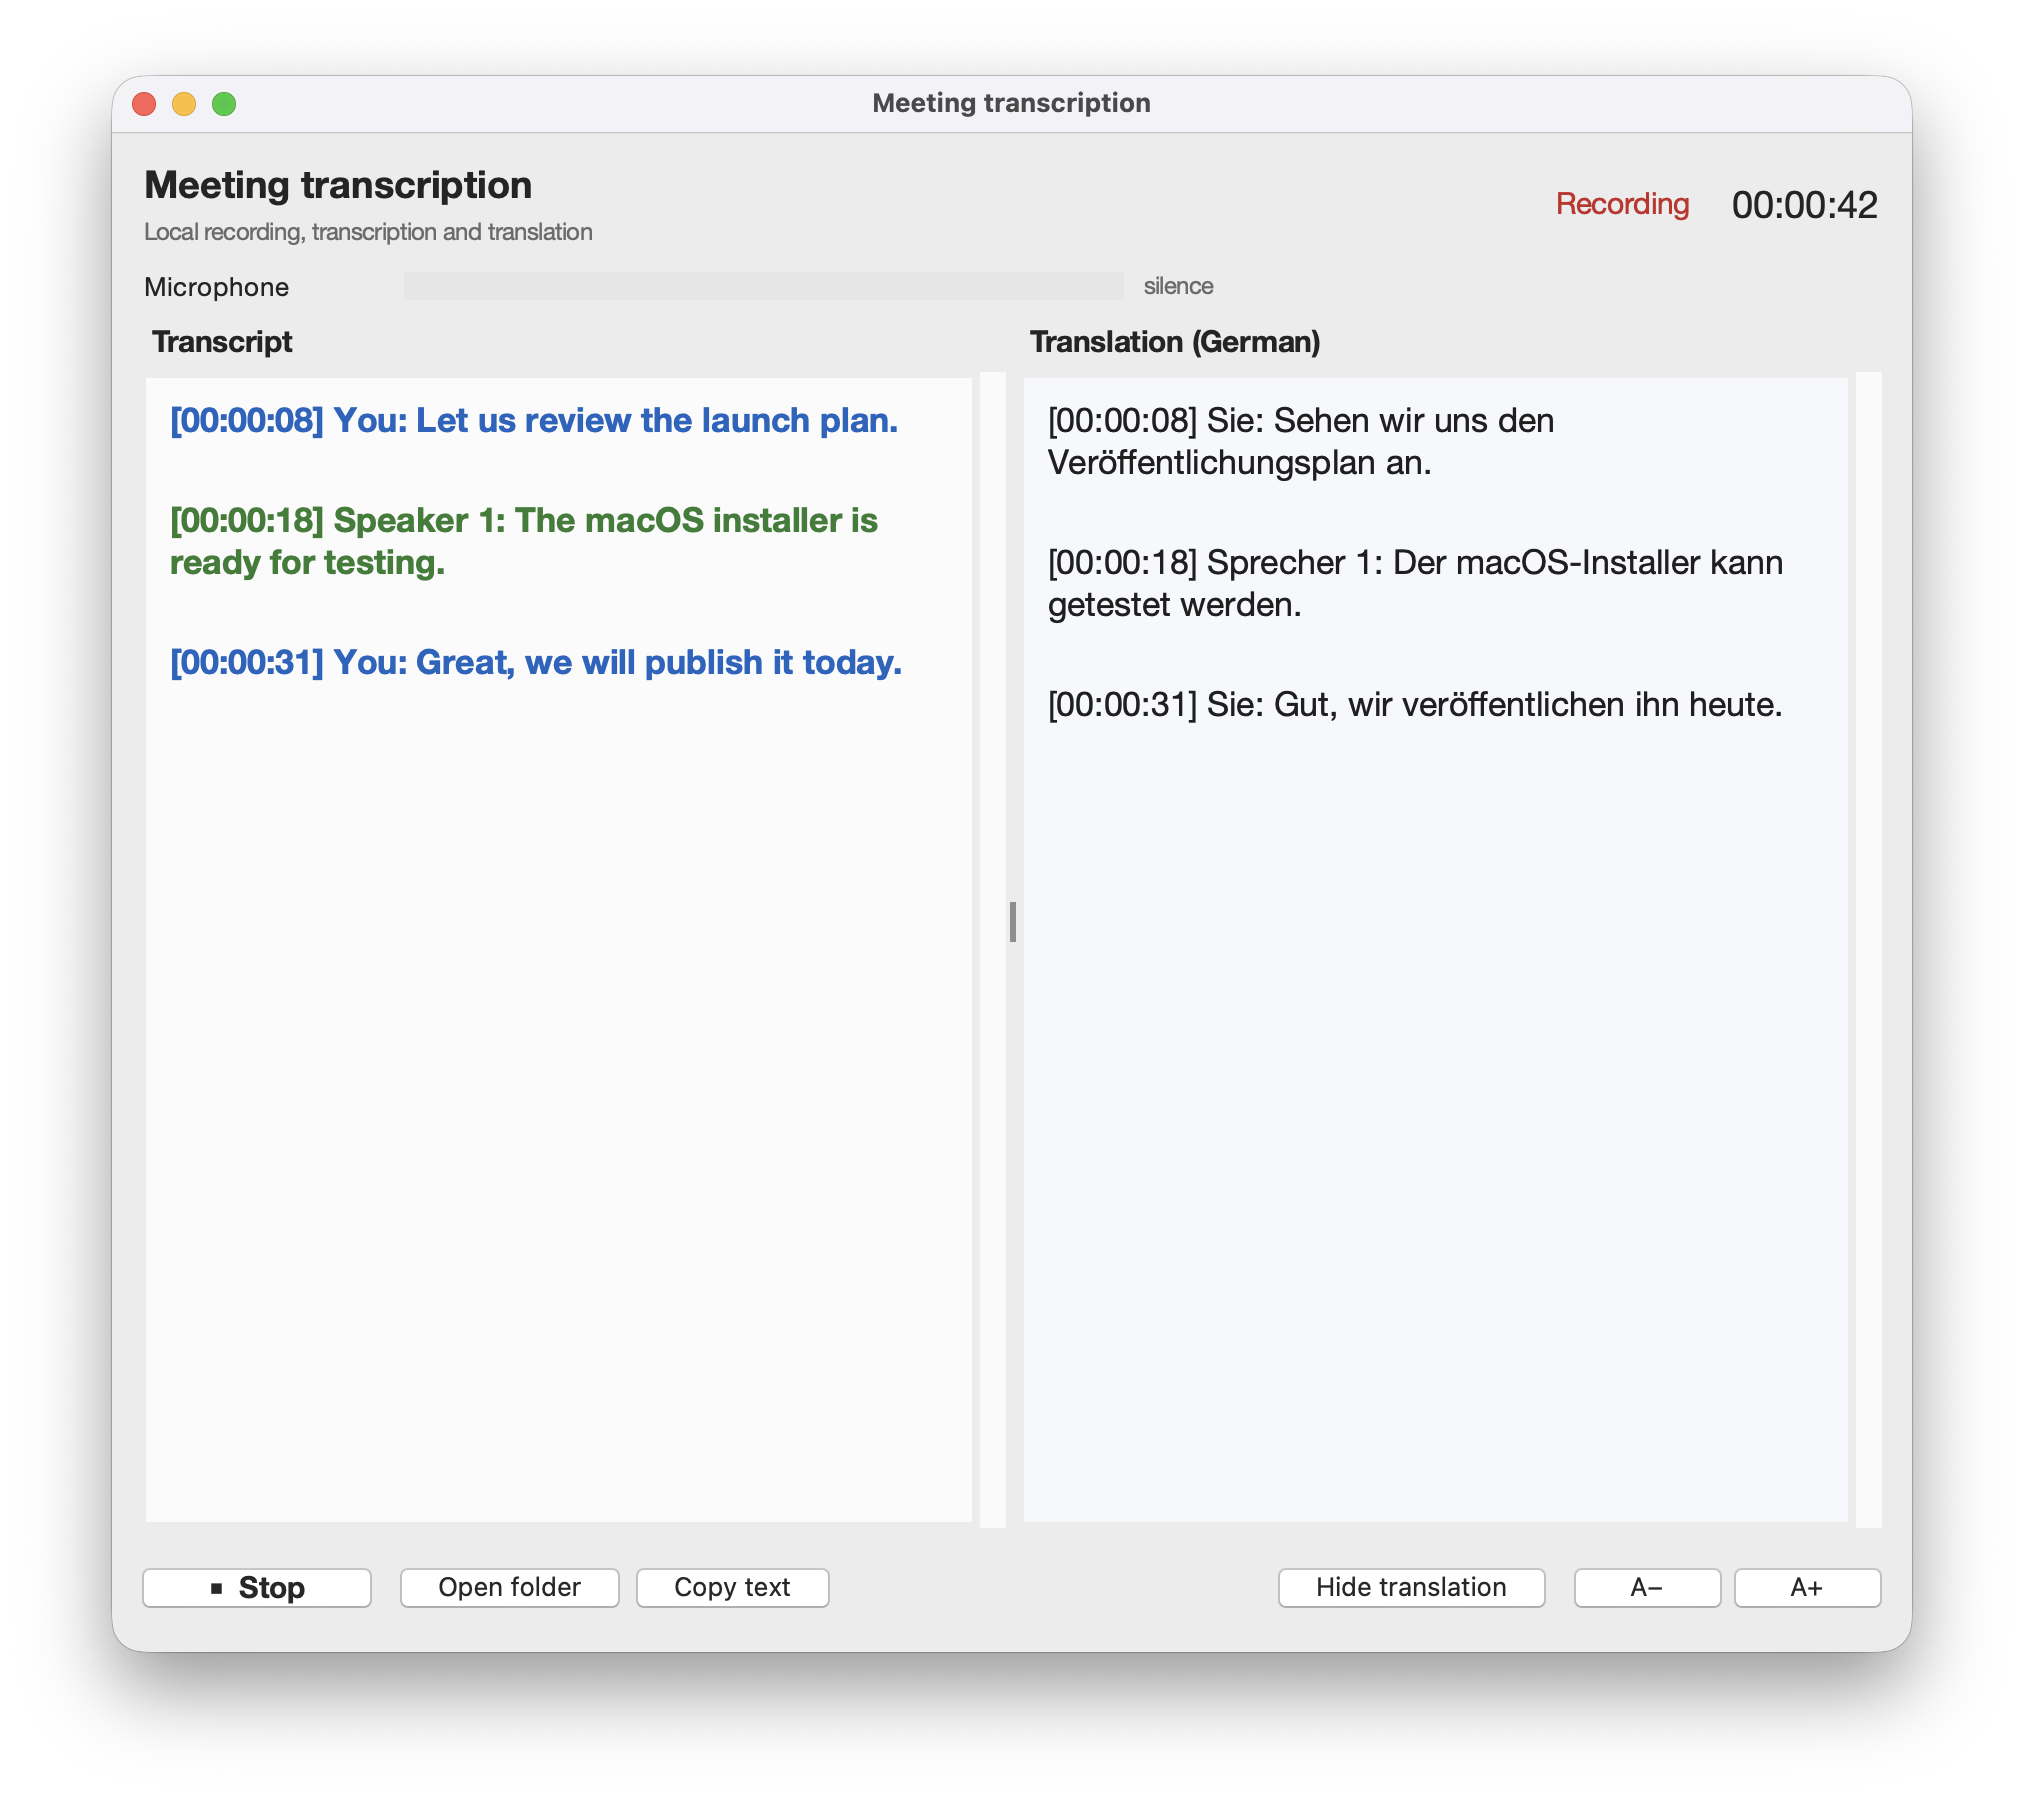 Meeting transcription
Meeting transcription
Local recording, transcription and translation
Recording 00:00:42
Microphone silence
Transcript
[00:00:08] You: Let us review the launch plan.
[00:00:18] Speaker 1: The macOS installer is
ready for testing.
[00:00:31] You: Great, we will publish it today.
Translation (German)
[00:00:08] Sie: Sehen wir uns den
Veröffentlichungsplan an.
[00:00:18] Sprecher 1: Der macOS-Installer kann
getestet werden.
[00:00:31] Sie: Gut, wir veröffentlichen ihn heute.
Stop Open folder Copy text Hide translation A− A+